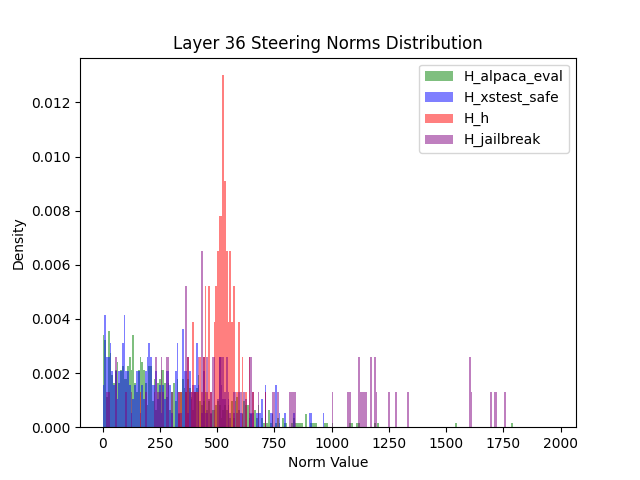 Layer 36 Steering Norms Distribution
H_alpaca_eval
H_xstest_safe
H_h
H_jailbreak
Density
0.012
0.010
0.008
0.006
0.004
0.002
0.000
0
250
500
750
1000
1250
1500
1750
2000
Norm Value